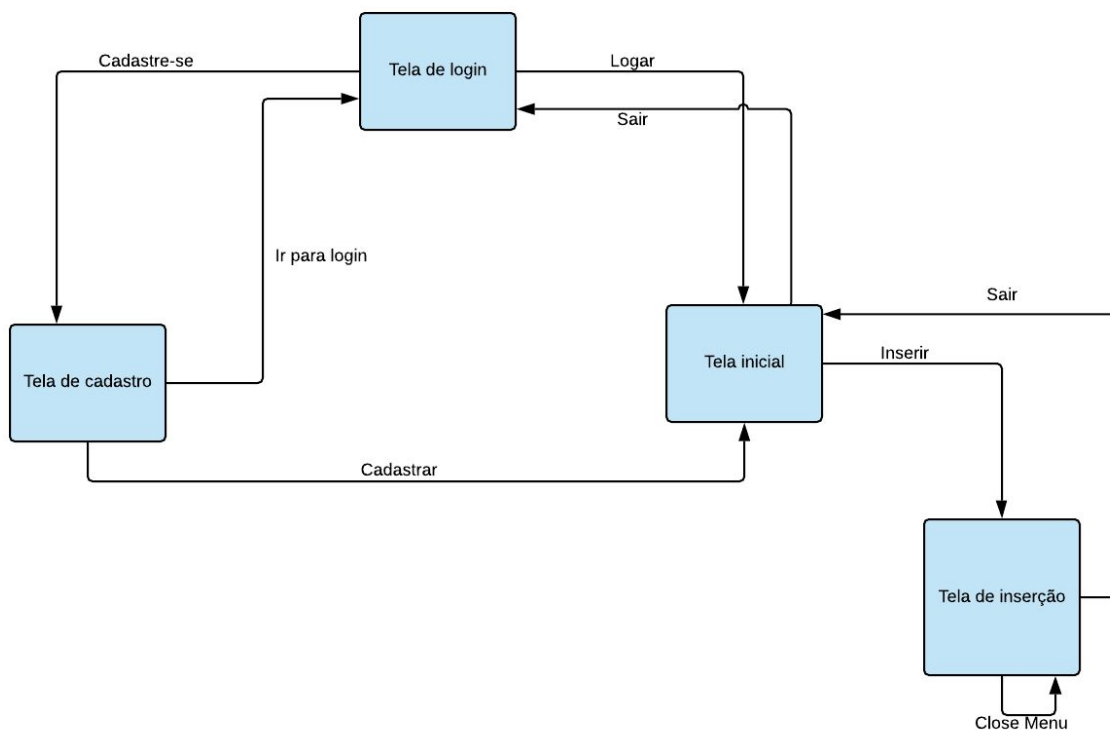 Cadastre-se
Tela de login
Logar
Sair
Ir para login
Sair
Tela de cadastro
Tela inicial
Inserir
Cadastrar
Tela de inserção
Close Menu